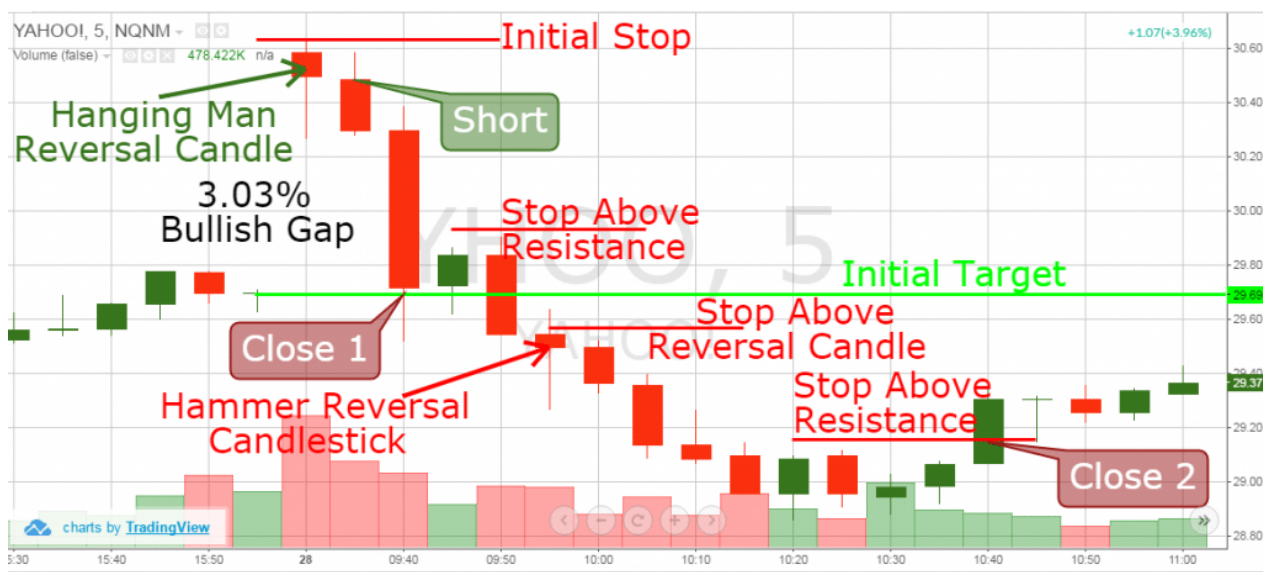 YAHOO!, 5, NQNM
Volume (false)
478.422K n/a
+1.07(+3.96%)
Initial Stop
Hanging Man
Reversal Candle
Short
3.03%
Bullish Gap
Stop Above
Resistance
YHOO, 5
YAHOO!
Initial Target
Close 1
Stop Above
Reversal Candle
Hammer Reversal
Candlestick
Stop Above
Resistance
Close 2
charts by TradingView
30.60
30.40
30.20
30.00
29.80
29.69
29.60
29.40
29.37
29.20
29.00
28.80
5:30
15:40
15:50
28
09:40
09:50
10:00
10:10
10:20
10:30
10:40
10:50
11:00